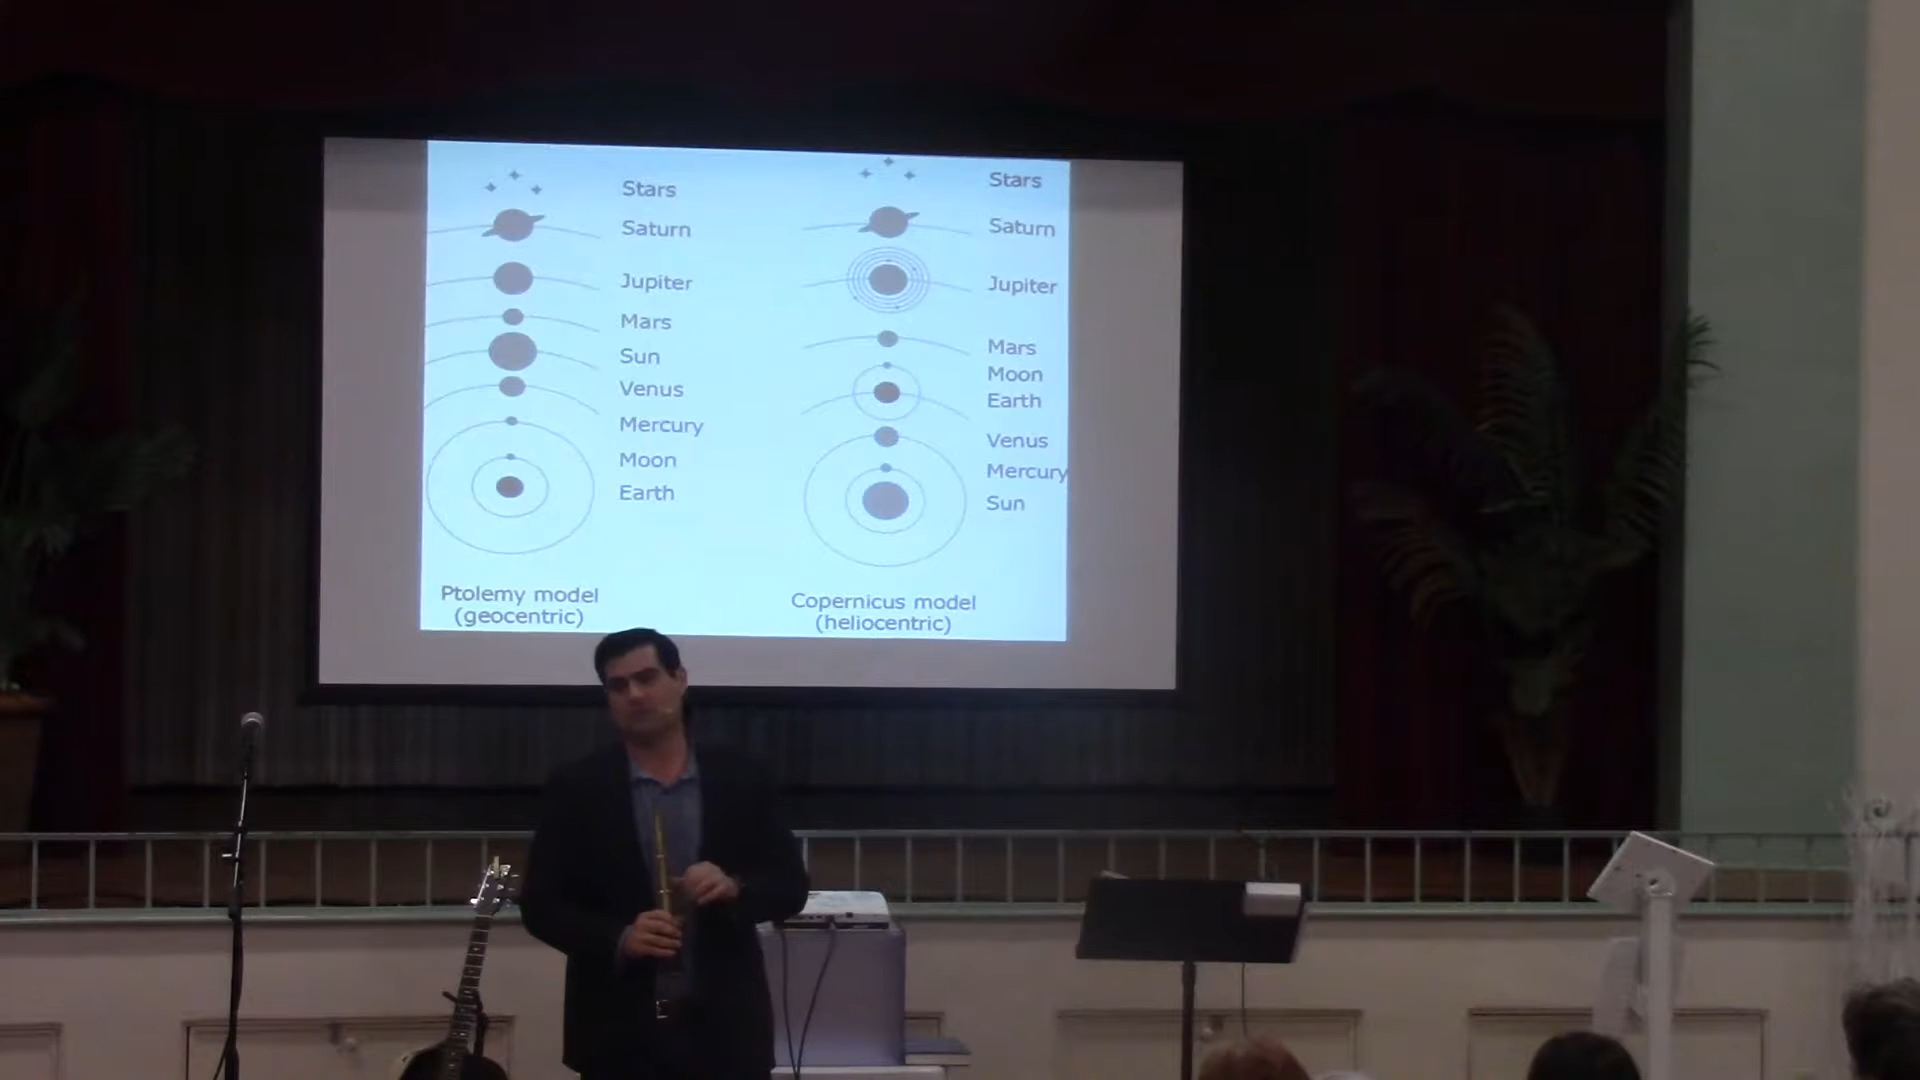 Stars
Saturn
Jupiter
Mars
Sun
Venus
Mercury
Moon
Earth
Ptolemy model
(geocentric)
Stars
Saturn
Jupiter
Mars
Moon
Earth
Venus
Mercury
Sun
Copernicus model
(heliocentric)